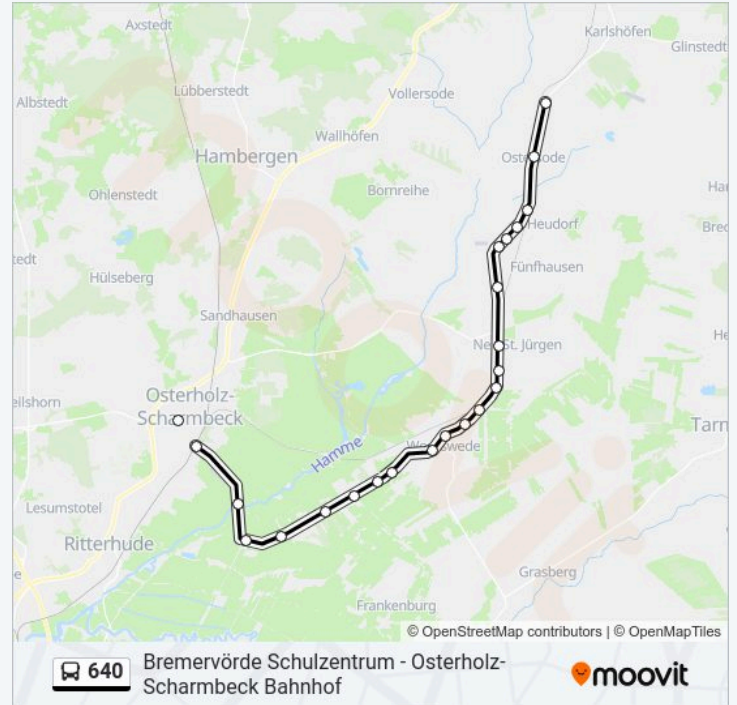 Axstedt
Karlshöfen
Glinstedt
Lübberstedt
Vollersode
Albstedt
Wallhöfen
Hambergen
Bornreihe
Ohlenstedt
Heudorf
Hülseberg
Fünfhausen
Sandhausen
St. Jürgen
Osterholz-
Scharmbeck
Hamme
Lesumstotel
Ritterhude
Grasberg
Frankenburg
© OpenStreetMap contributors | © OpenMapTiles
640
Bremervörde Schulzentrum - Osterholz-
Scharmbeck Bahnhof
moovit